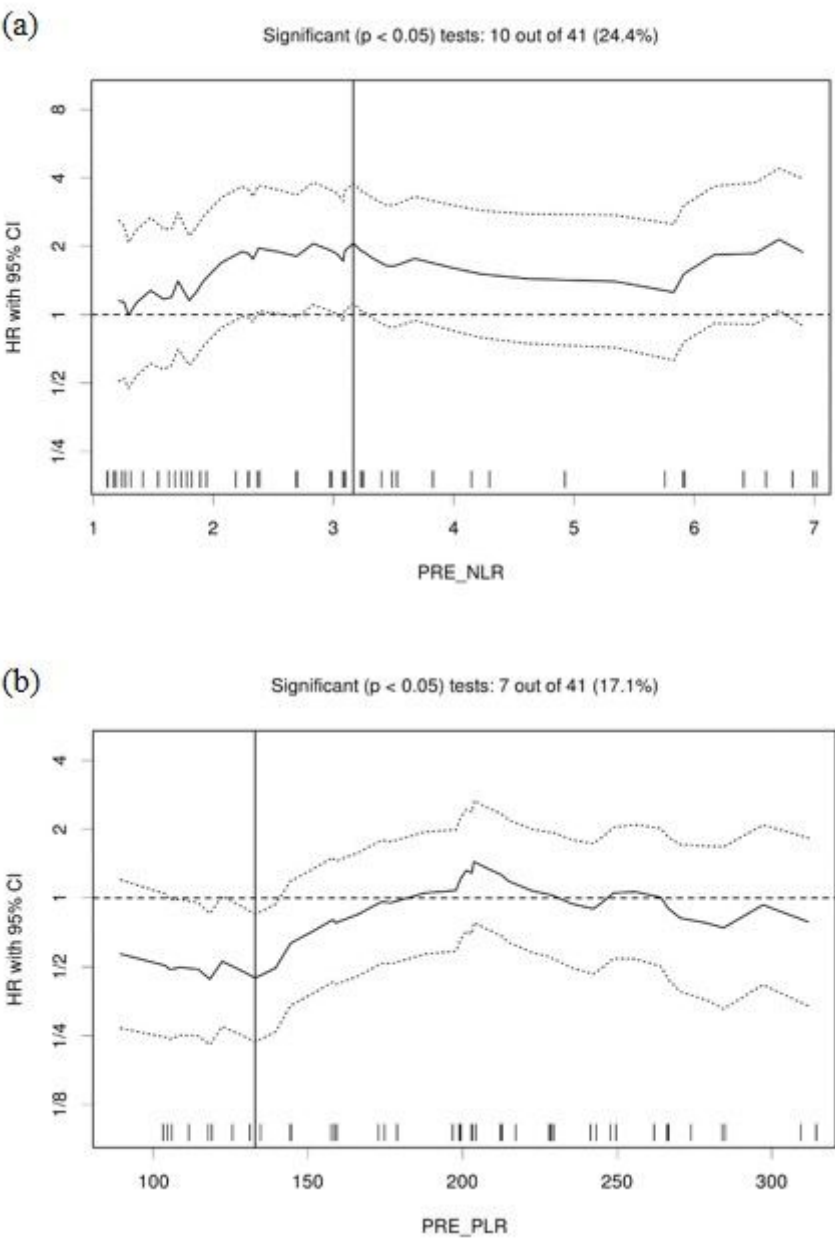 (a)
Significant (p < 0.05) tests: 10 out of 41 (24.4%)
HR with 95% CI
8
4
2
1
1/2
1/4
1 2 3 4 5 6 7
PRE_NLR
(b)
Significant (p < 0.05) tests: 7 out of 41 (17.1%)
HR with 95% CI
4
2
1
1/2
1/4
1/8
100 150 200 250 300
PRE_PLR